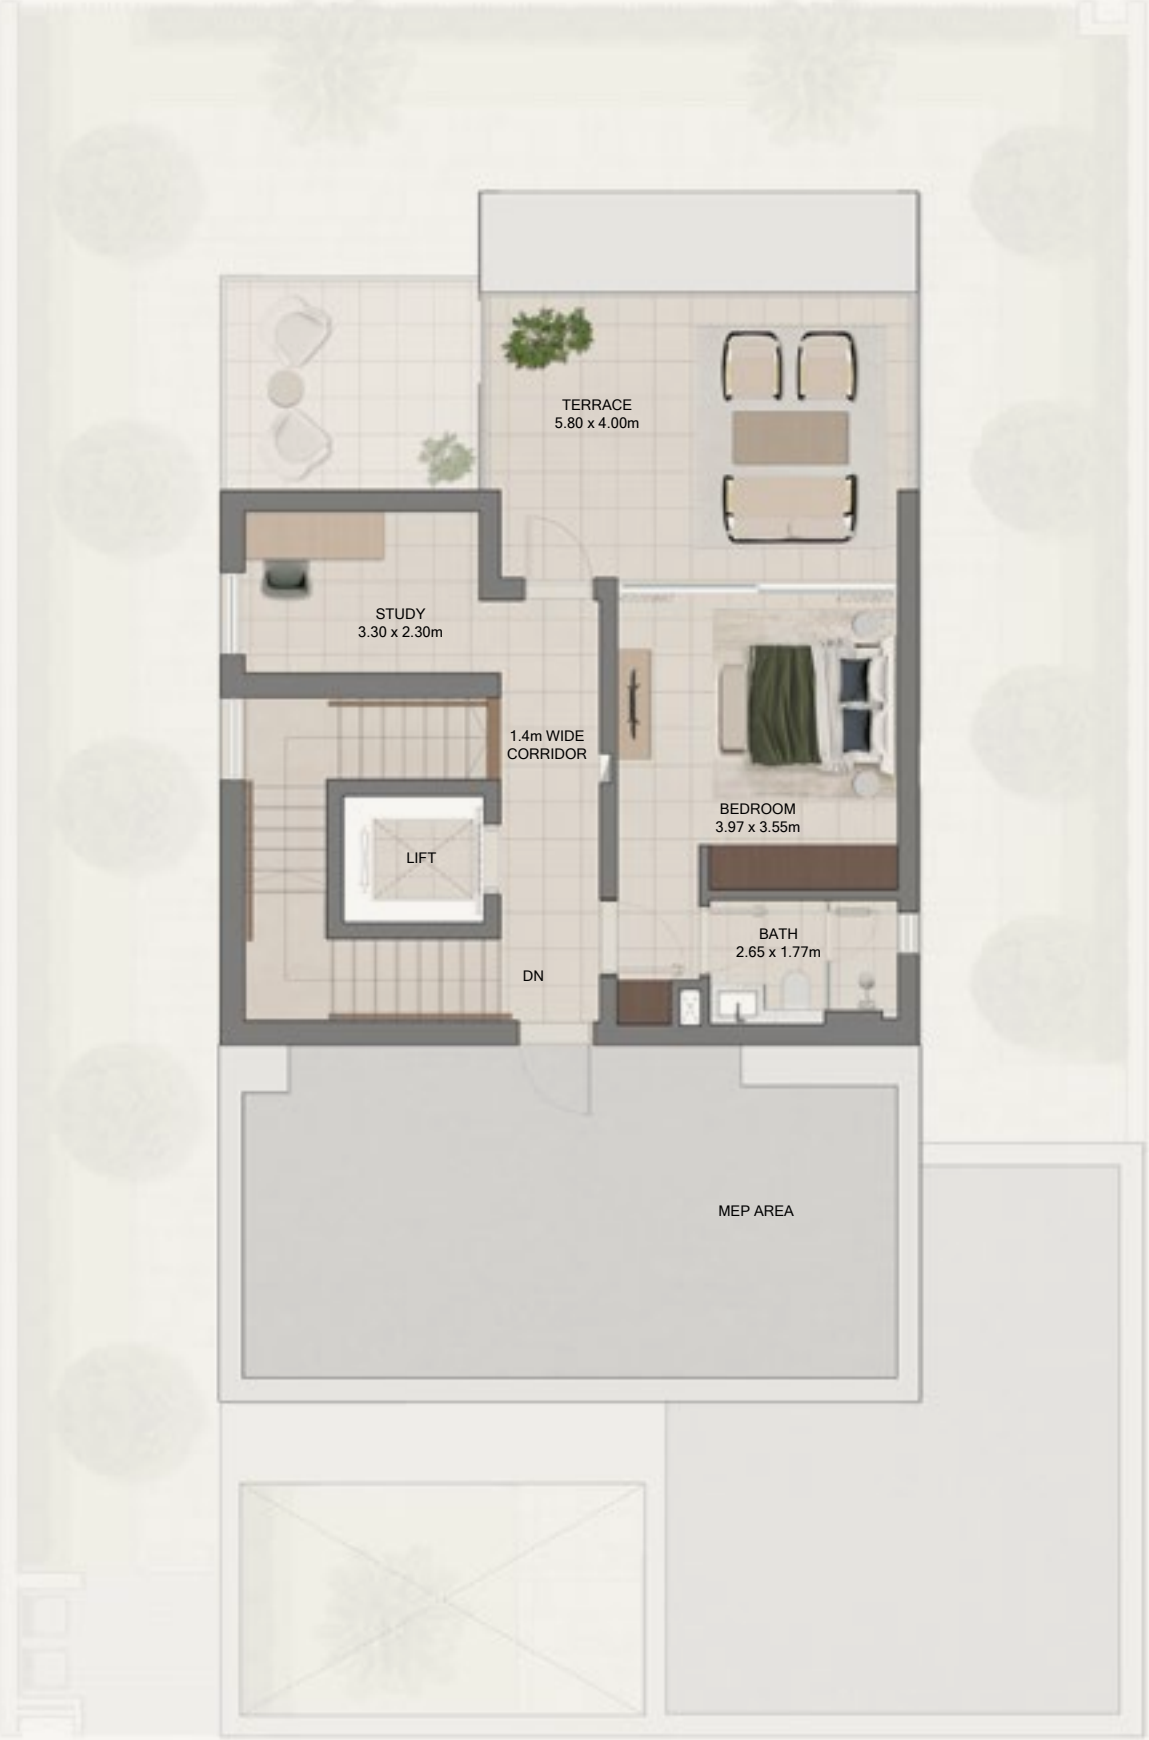 TERRACE
5.80 x 4.00m
STUDY
3.30 x 2.30m
1.4m WIDE
CORRIDOR
BEDROOM
3.97 x 3.55m
LIFT
BATH
2.65 x 1.77m
DN
MEP AREA